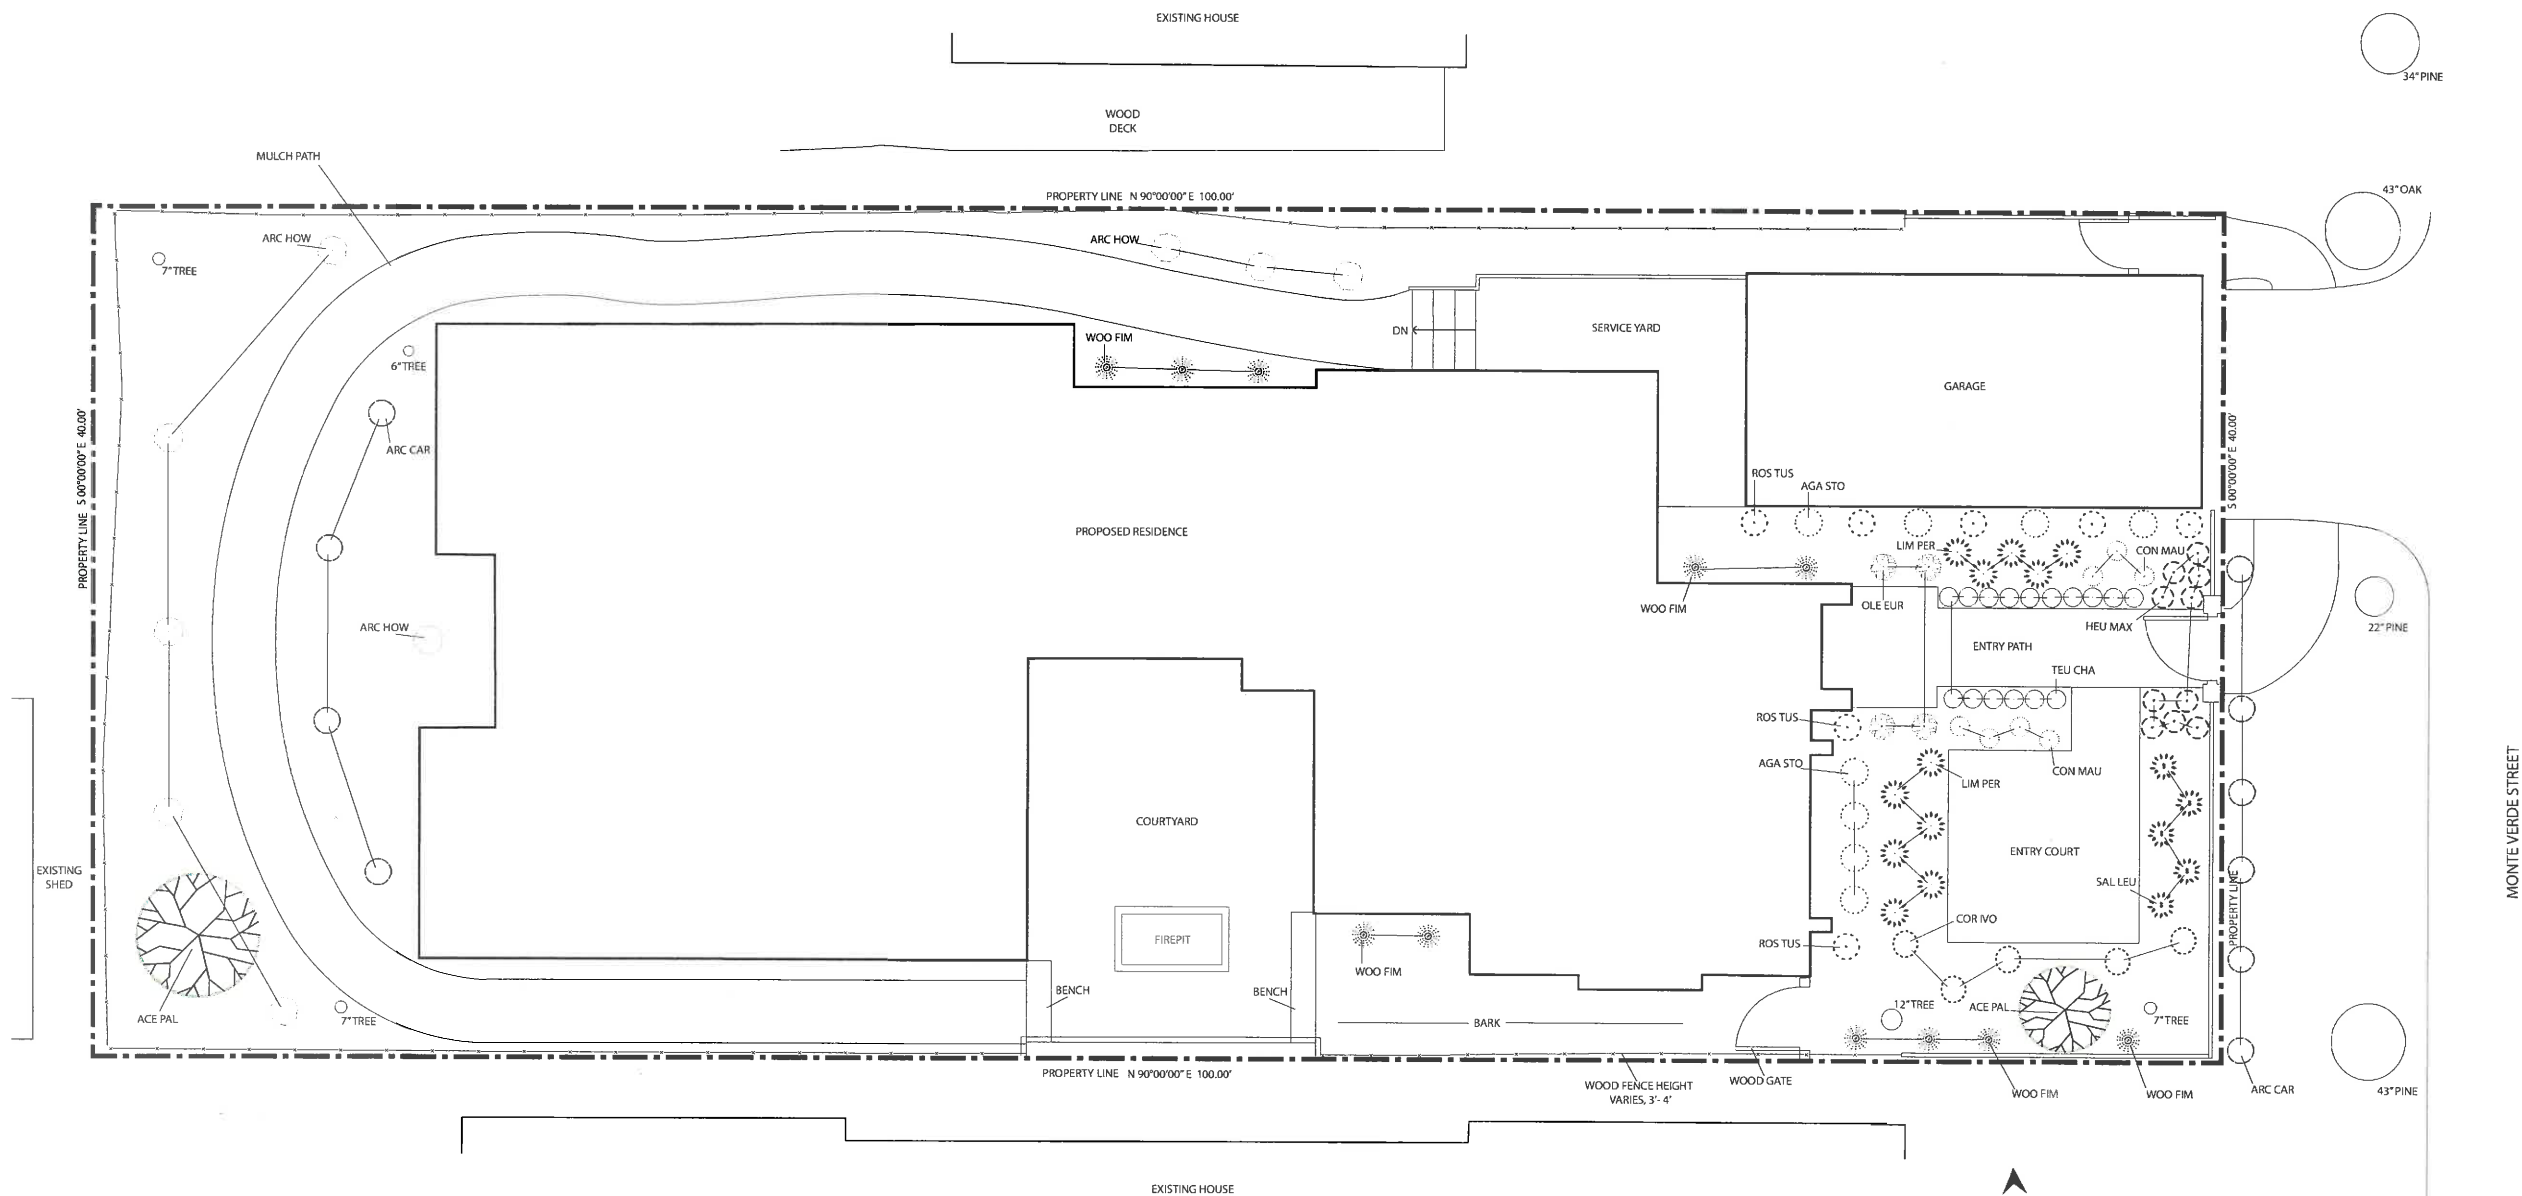 EXISTING HOUSE
34" PINE
WOOD
DECK
MULCH PATH
43" OAK
PROPERTY LINE N 90°00'00" E 100.00'
ARC HOW
ARC HOW
7" TREE
DN
SERVICE YARD
WOO FIM
6" TREE
GARAGE
PROPERTY LINE S 00°00'00" E 40.00'
S 00°00'00" E 40.00'
ARC CAR
ROS TUS
AGA STO
PROPOSED RESIDENCE
LIM PER
CON MAU
WOO FIM
OLE EUR
ARC HOW
HEU MAX
22" PINE
ENTRY PATH
TEU CHA
ROS TUS
AGA STO
CON MAU
LIM PER
MONTE VERDE STREET
COURTYARD
ENTRY COURT
EXISTING
SHED
SAL LEU
PROPERTY LINE
COR IVO
FIREPIT
ROS TUS
WOO FIM
BENCH
BENCH
12" TREE
ACE PAL
ACE PAL
7" TREE
BARK
7" TREE
PROPERTY LINE N 90°00'00" E 100.00'
WOOD GATE
WOOD FENCE HEIGHT
VARIES, 3'- 4'
WOO FIM
WOO FIM
ARC CAR
43" PINE
EXISTING HOUSE